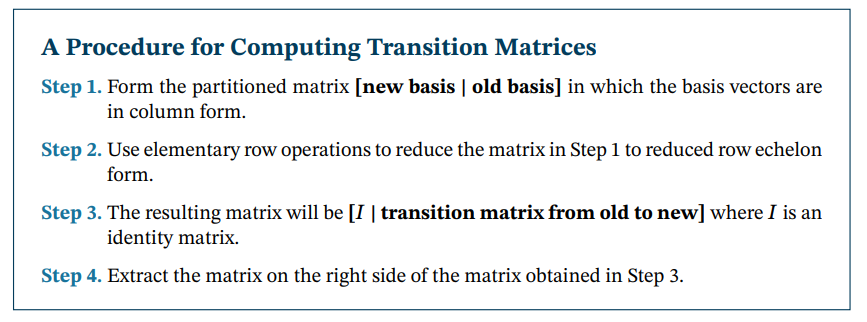 A Procedure for Computing Transition Matrices
Step 1. Form the partitioned matrix [new basis | old basis] in which the basis vectors are
in column form.
Step 2. Use elementary row operations to reduce the matrix in Step 1 to reduced row echelon
form.
Step 3. The resulting matrix will be [I | transition matrix from old to new] where I is an
identity matrix.
Step 4. Extract the matrix on the right side of the matrix obtained in Step 3.